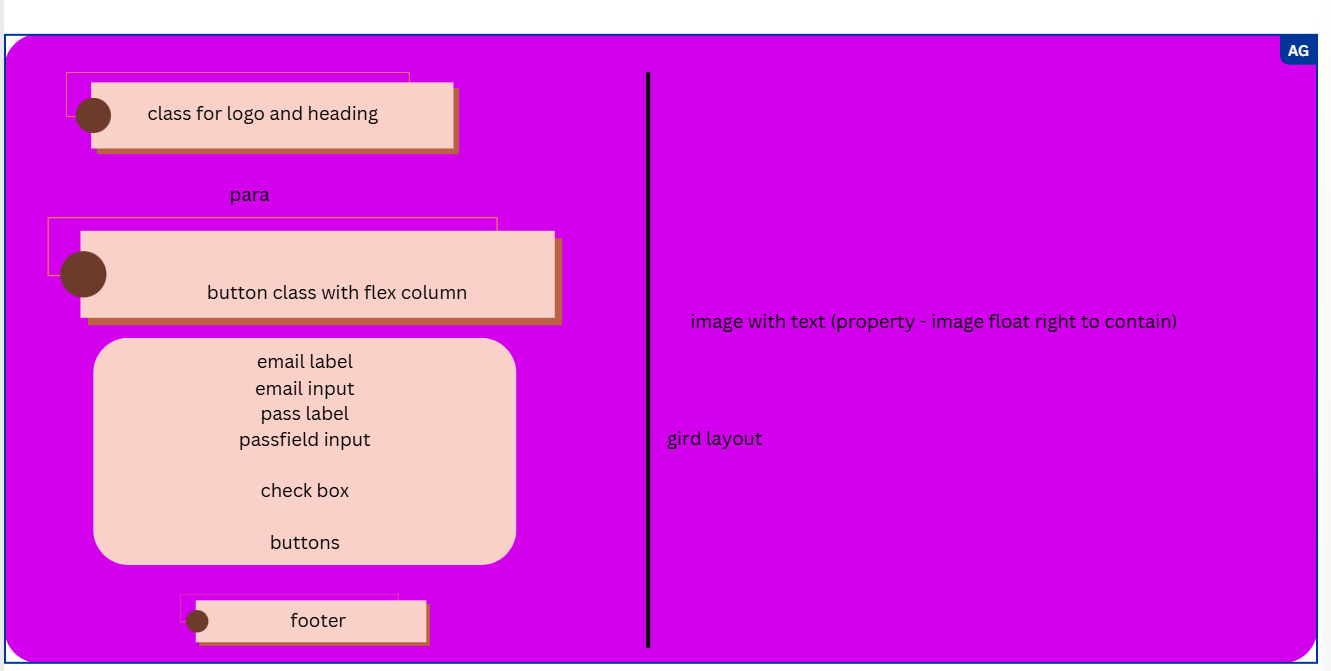 AG
class for logo and heading
para
button class with flex column
email label
email input
pass label
passfield input
check box
buttons
footer
image with text (property - image float right to contain)
gird layout